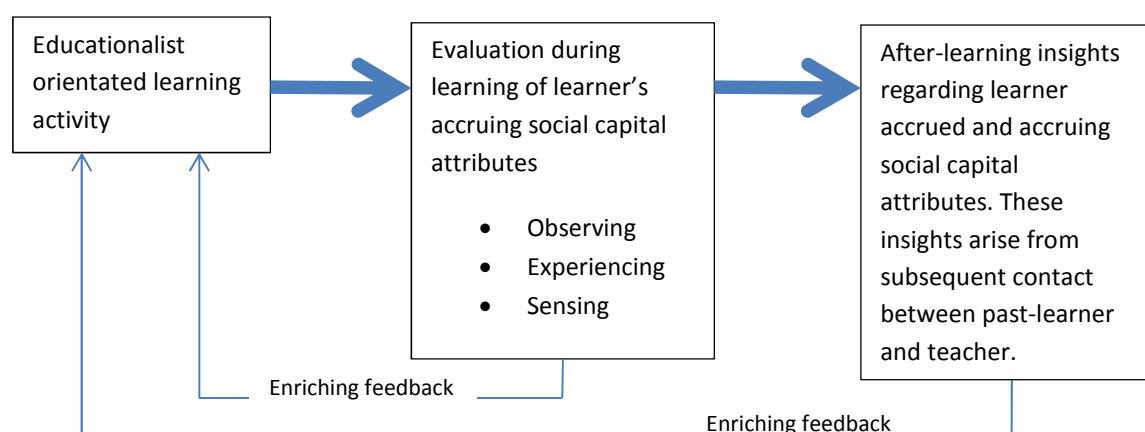 Educationalist
orientated learning
activity
Evaluation during
learning of learner’s
accruing social capital
attributes
• Observing
• Experiencing
• Sensing
After-learning insights
regarding learner
accrued and accruing
social capital
attributes. These
insights arise from
subsequent contact
between past-learner
and teacher.
Enriching feedback
Enriching feedback